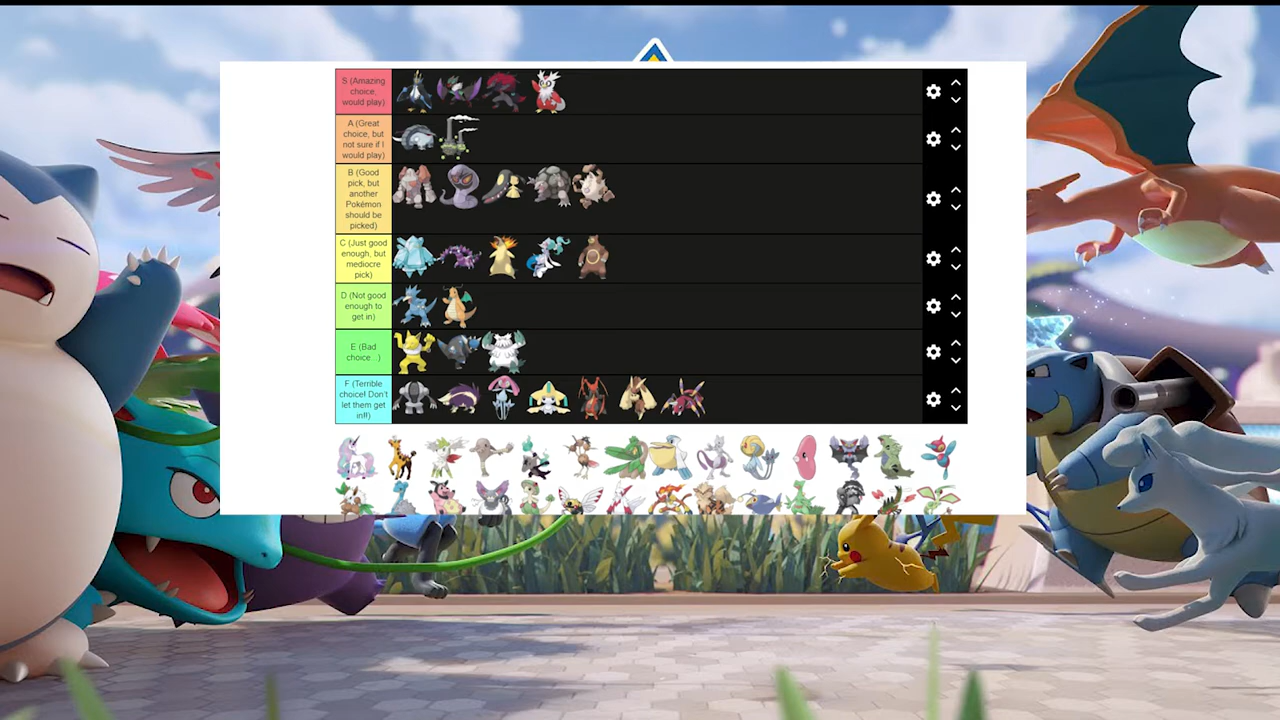 S (Amazing
choice,
would play)
A (Great
choice, but
not sure if I
would play)
B (Good
pick, but
another
Pokémon
should be
picked)
C (Just good
enough, but
mediocre
pick)
D (Not good
enough to
get in)
E (Bad
choice...)
F (Terrible
choice! Don't
let them get
in!!)